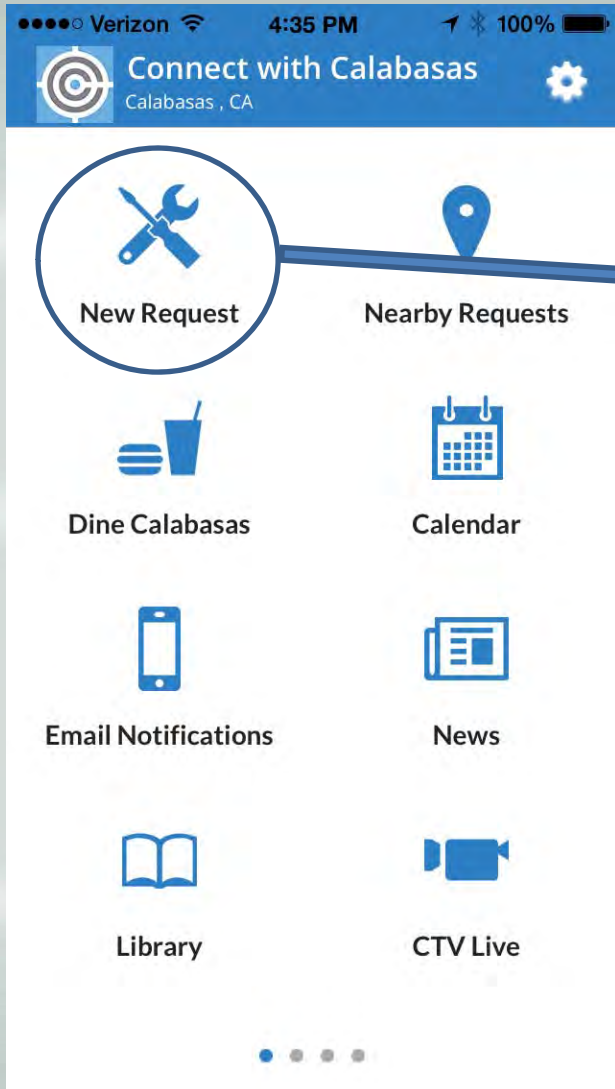 Verizon 4:35 PM 100%
Connect with Calabasas
Calabasas , CA
New Request Nearby Requests
Dine Calabasas Calendar
Email Notifications News
Library CTV Live